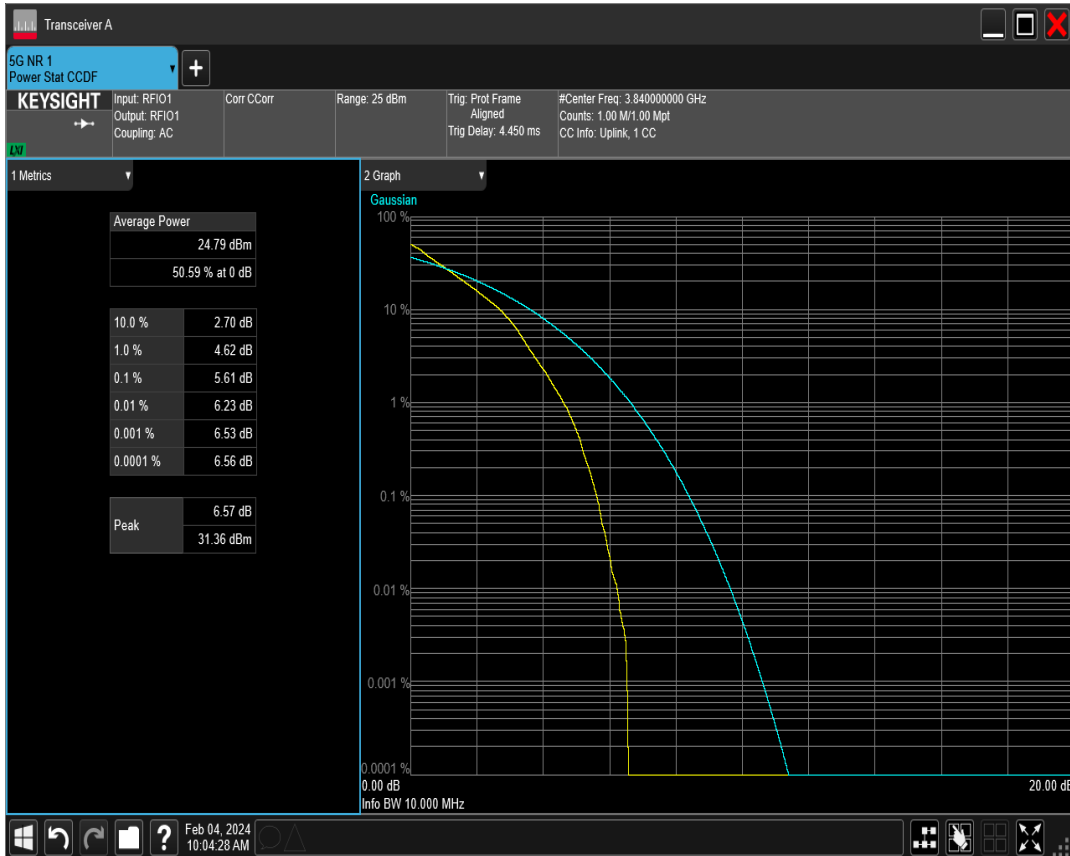 Transceiver A
5G NR 1
Power Stat CCDF
+
KEYSIGHT
LXI
Input: RFIO1
Output: RFIO1
Coupling: AC
Corr CCorr
Range: 25 dBm
Trig: Prot Frame
Aligned
Trig Delay: 4.450 ms
#Center Freq: 3.840000000 GHz
Counts: 1.00 M/1.00 Mpt
CC Info: Uplink, 1 CC
1 Metrics
Average Power
24.79 dBm
50.59 % at 0 dB
10.0 % 2.70 dB
1.0 % 4.62 dB
0.1 % 5.61 dB
0.01 % 6.23 dB
0.001 % 6.53 dB
0.0001 % 6.56 dB
Peak
6.57 dB
31.36 dBm
2 Graph
Gaussian
100 %
10 %
1 %
0.1 %
0.01 %
0.001 %
0.0001 %
0.00 dB 20.00 dB
Info BW 10.000 MHz
?
Feb 04, 2024
10:04:28 AM